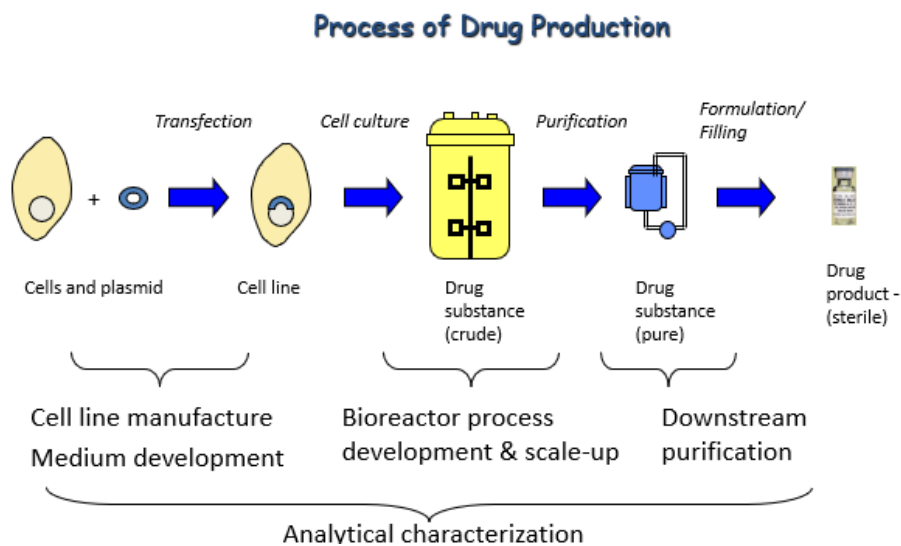 Process of Drug Production
Transfection
Cell culture
Purification
Formulation/
Filling
+
Cells and plasmid
Cell line
Drug
substance
(crude)
Drug
substance
(pure)
Drug
product -
(sterile)
Cell line manufacture
Medium development
Bioreactor process
development & scale-up
Downstream
purification
Analytical characterization